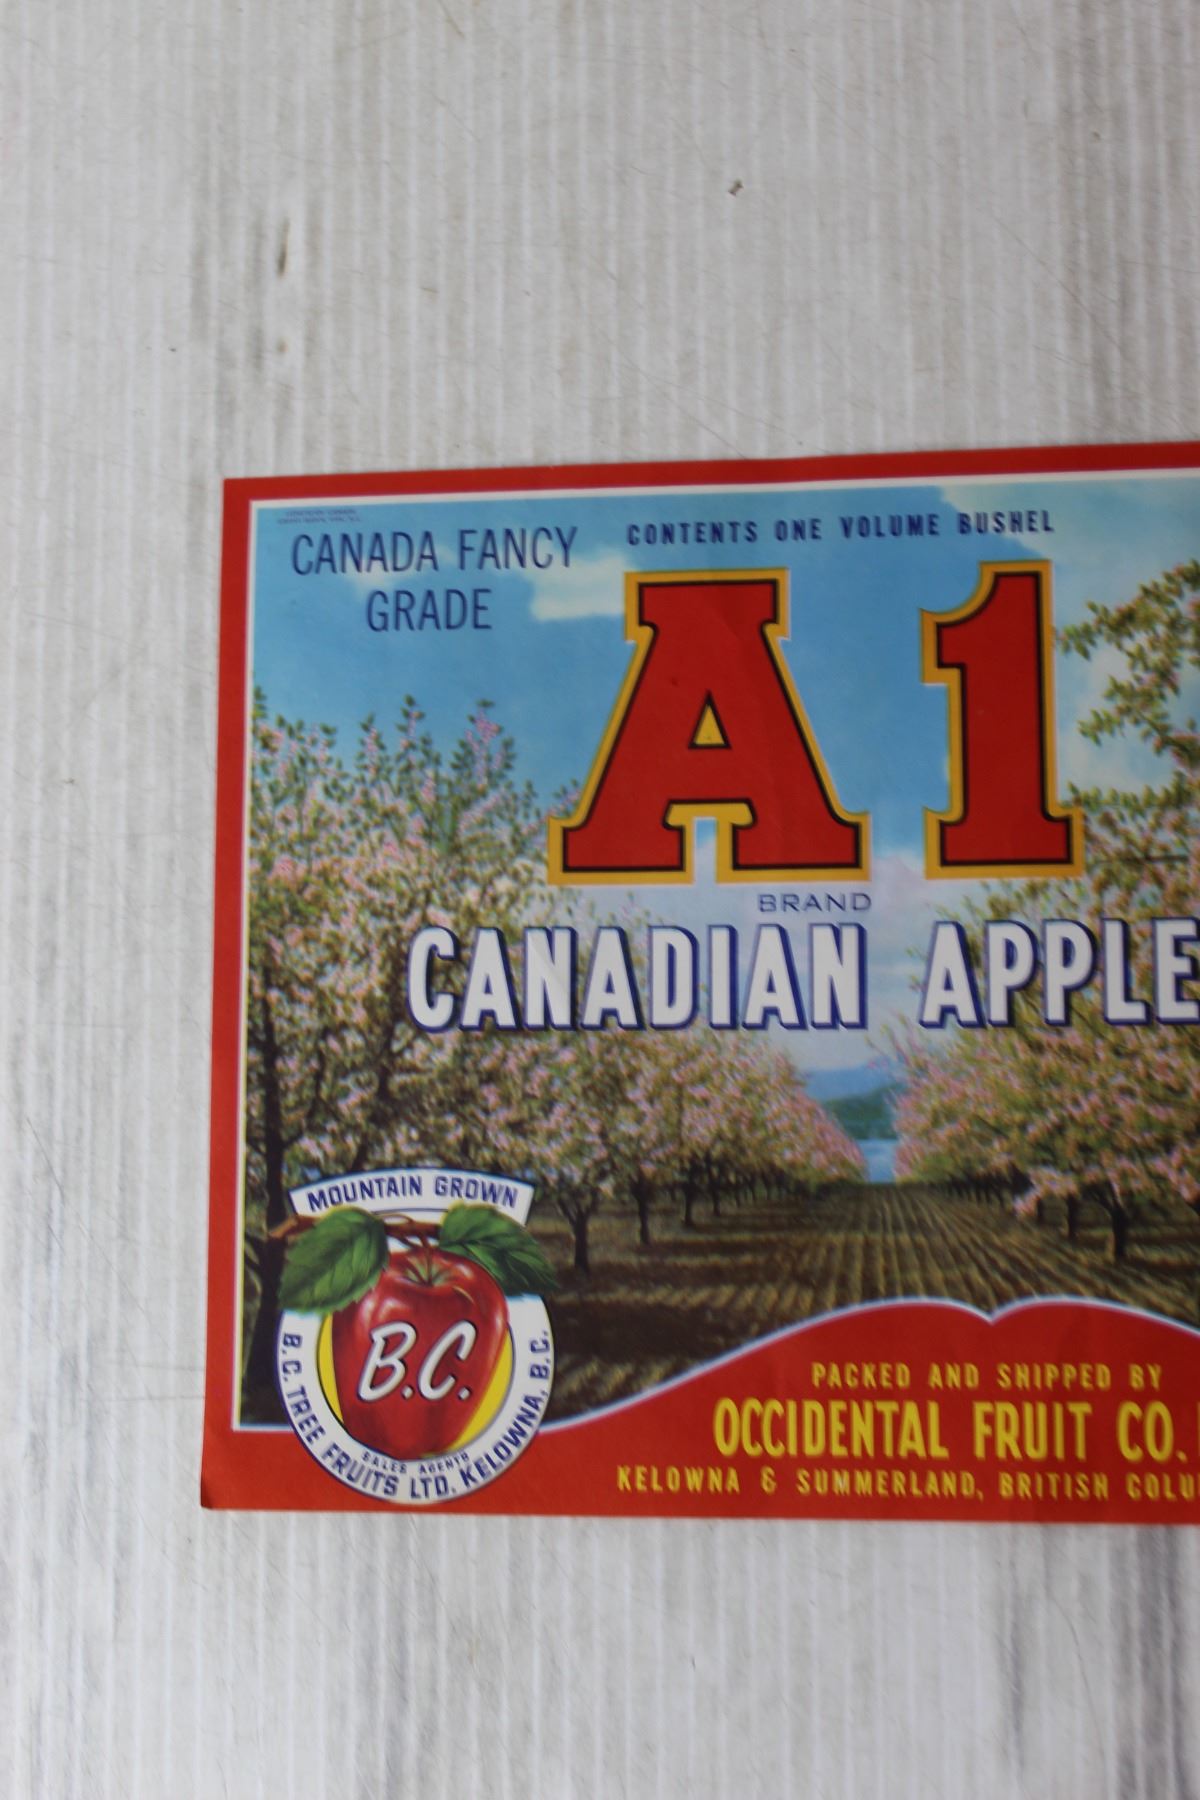 CANADA FANCY
GRADE
CONTENTS ONE VOLUME BUSHEL
A1
BRAND
CANADIAN APPLE
MOUNTAIN GROWN
B.C.
SALES AGENTS
B.C. TREE FRUITS LTD. KELOWNA, B.C.
PACKED AND SHIPPED BY
OCCIDENTAL FRUIT CO.
KELOWNA & SUMMERLAND, BRITISH COLU